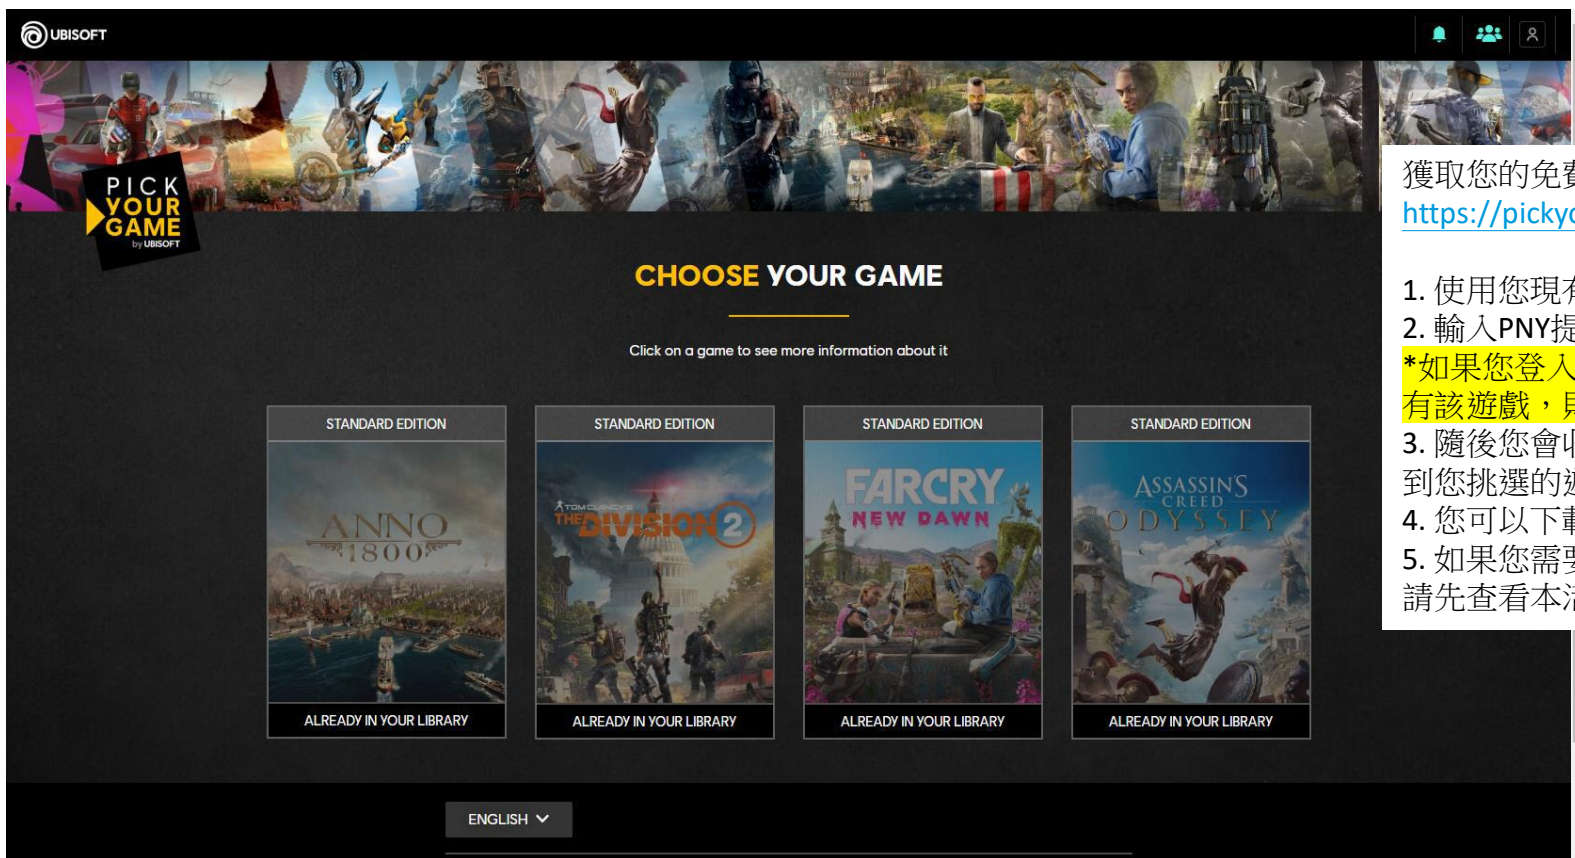 UBISOFT
PICK
YOUR
GAME
by UBISOFT
CHOOSE YOUR GAME
Click on a game to see more information about it
STANDARD EDITION
ANNO
1800
ALREADY IN YOUR LIBRARY
STANDARD EDITION
TOM CLANCY'S
THE DIVISION 2
ALREADY IN YOUR LIBRARY
STANDARD EDITION
FARCRY
NEW DAWN
ALREADY IN YOUR LIBRARY
STANDARD EDITION
ASSASSIN'S
CREED
ODYSSEY
ALREADY IN YOUR LIBRARY
ENGLISH
獲取您的免
https://picky
1. 使用您現
2. 輸入PNY提
*如果您登入
有該遊戲，
3. 隨後您會
到您挑選的
4. 您可以下
5. 如果您需
請先查看本